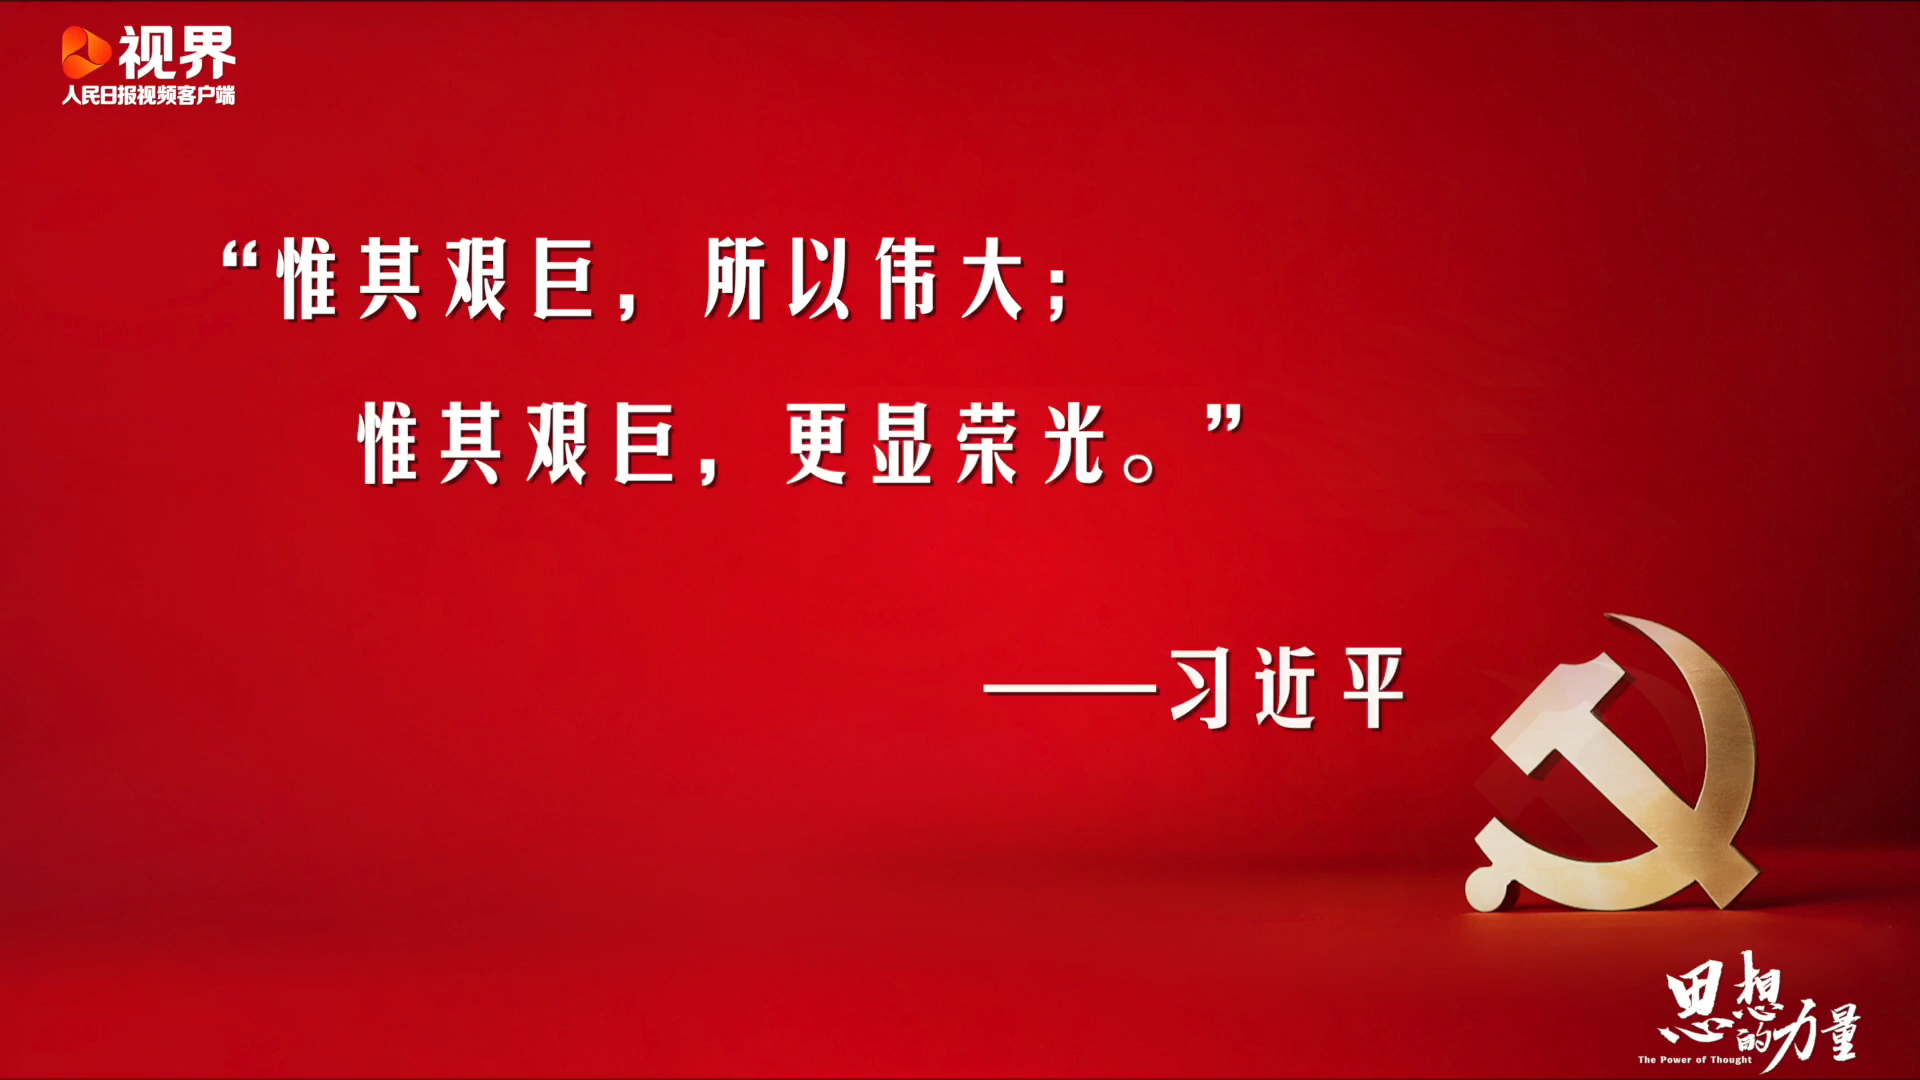 视界
人民日报视频客户端
“惟其艰巨，所以伟大；
惟其艰巨，更显荣光。”
——习近平
思想的力量
The Power of Thought